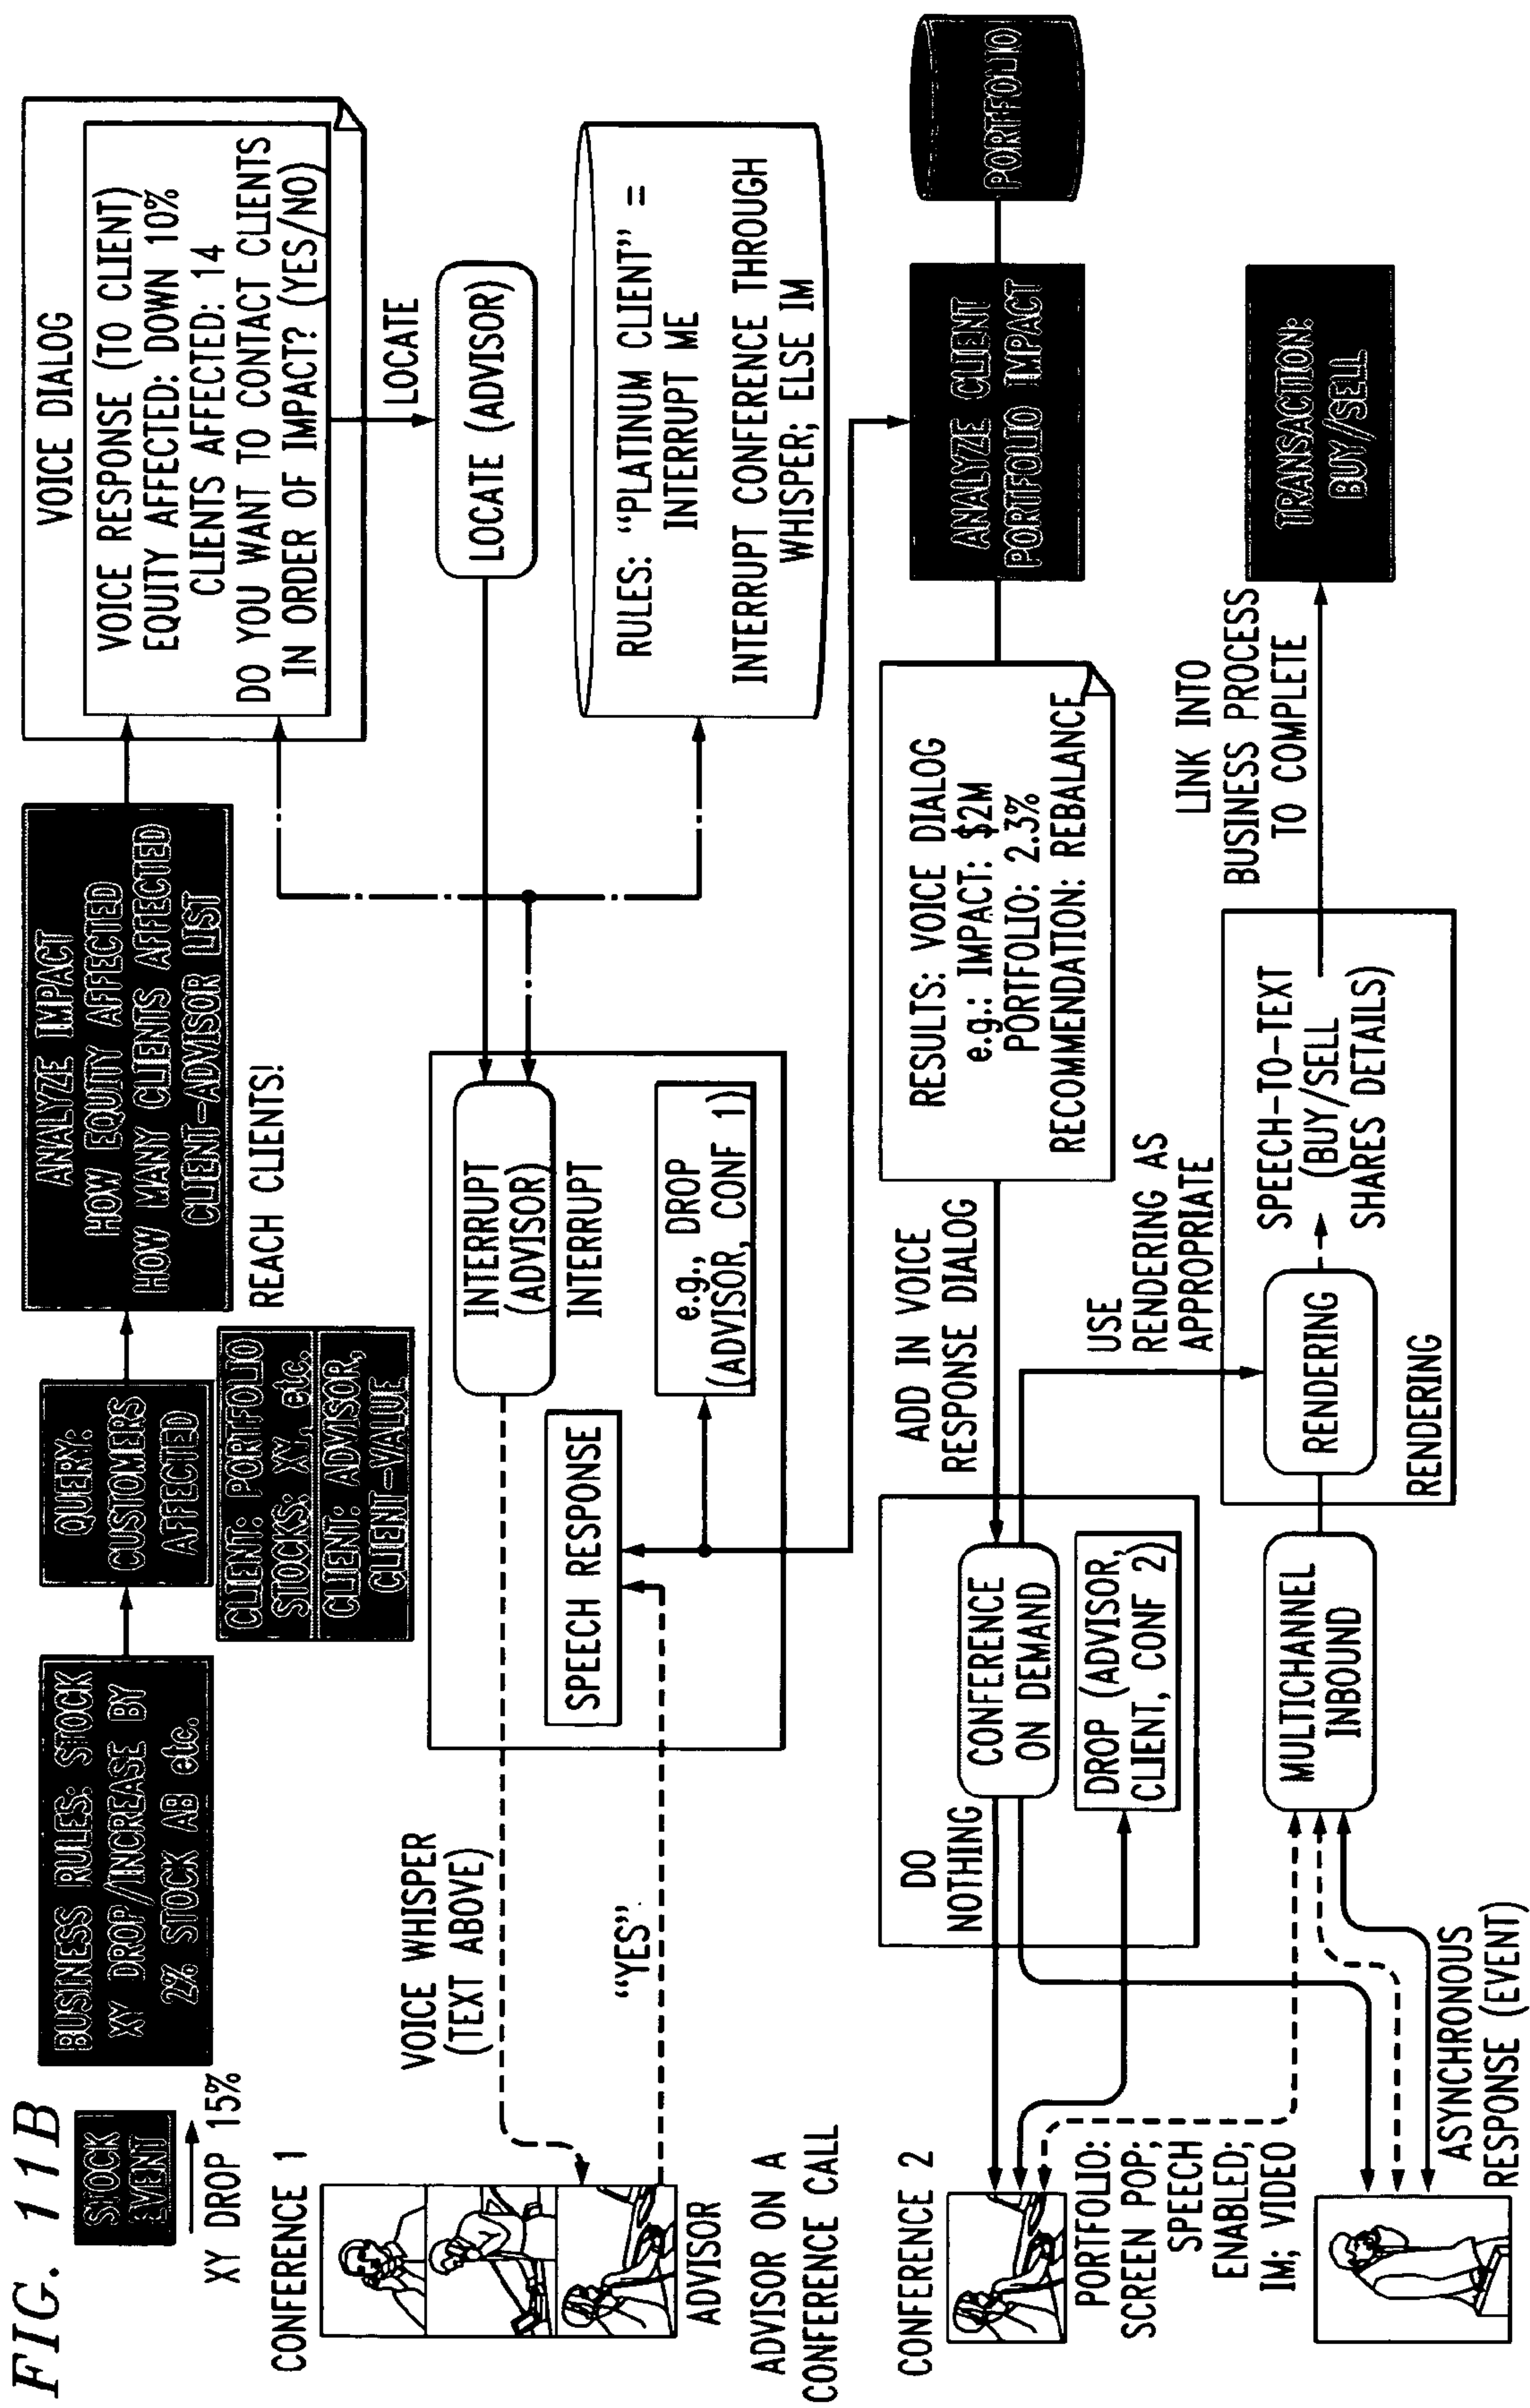 FIG. 11B
STOCK
EVENT
XY DROP 15%
BUSINESS RULES: STOCK
XY DROP/INCREASE BY
2% STOCK AB etc.
QUERY:
CUSTOMERS
AFFECTED
CLIENT: PORTFOLIO
STOCKS: XY, etc.
CLIENT: ADVISOR,
CLIENT-VALUE
ANALYZE IMPACT
HOW EQUITY AFFECTED
HOW MANY CLIENTS AFFECTED
CLIENT-ADVISOR LIST
REACH CLIENTS!
VOICE DIALOG
VOICE RESPONSE (TO CLIENT)
EQUITY AFFECTED: DOWN 10%
CLIENTS AFFECTED: 14
DO YOU WANT TO CONTACT CLIENTS
IN ORDER OF IMPACT? (YES/NO)
LOCATE
LOCATE (ADVISOR)
RULES: “PLATINUM CLIENT” =
INTERRUPT ME
INTERRUPT CONFERENCE THROUGH
WHISPER; ELSE IM
CONFERENCE 1
ADVISOR
ADVISOR ON A
CONFERENCE CALL
VOICE WHISPER
(TEXT ABOVE)
“YES”
INTERRUPT
(ADVISOR)
INTERRUPT
SPEECH RESPONSE
e.g., DROP
(ADVISOR, CONF 1)
PORTFOLIO
ANALYZE CLIENT
PORTFOLIO IMPACT
RESULTS: VOICE DIALOG
e.g.: IMPACT: $2M
PORTFOLIO: 2.3%
RECOMMENDATION: REBALANCE
ADD IN VOICE
RESPONSE DIALOG
CONFERENCE 2
DO
NOTHING
CONFERENCE
ON DEMAND
DROP (ADVISOR,
CLIENT, CONF 2)
USE
RENDERING AS
APPROPRIATE
PORTFOLIO:
SCREEN POP;
SPEECH
ENABLED;
IM; VIDEO
MULTICHANNEL
INBOUND
RENDERING
SPEECH-TO-TEXT
(BUY/SELL
SHARES DETAILS)
RENDERING
LINK INTO
BUSINESS PROCESS
TO COMPLETE
TRANSACTION:
BUY/SELL
ASYNCHRONOUS
RESPONSE (EVENT)